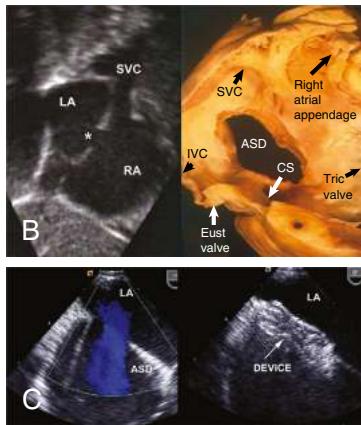 SVC
LA
*
RA
B
SVC
Right
atrial
appendage
ASD
IVC
CS
Tric
valve
Eust
valve
LA
ASD
C
LA
DEVICE